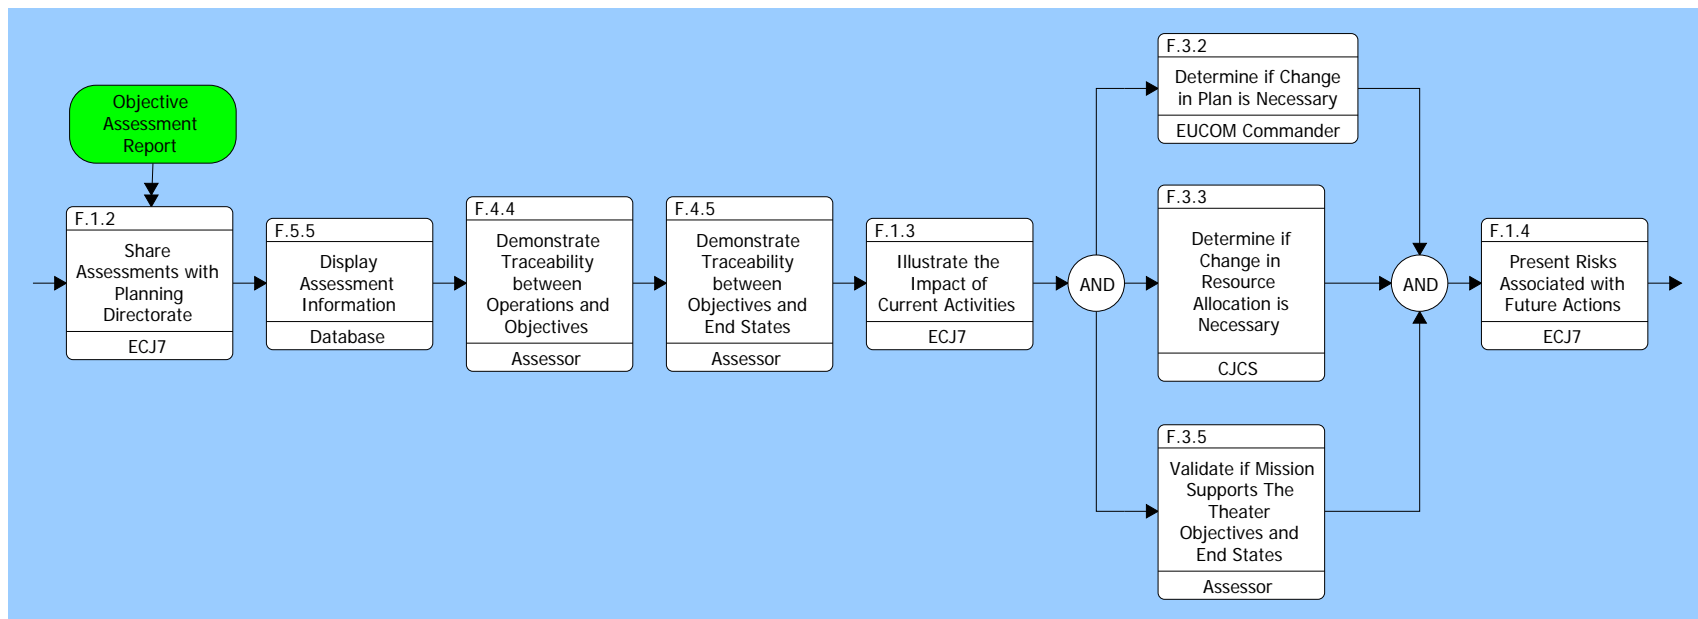 Objective
Assessment
Report
F.1.2
Share
Assessments with
Planning
Directorate
ECJ7
F.5.5
Display
Assessment
Information
Database
F.4.4
Demonstrate
Traceability
between
Operations and
Objectives
Assessor
F.4.5
Demonstrate
Traceability
between
Objectives and
End States
Assessor
F.1.3
Illustrate the
Impact of
Current Activities
ECJ7
AND
F.3.2
Determine if Change
in Plan is Necessary
EUCOM Commander
F.3.3
Determine if
Change in
Resource
Allocation is
Necessary
CJCS
F.3.5
Validate if Mission
Supports The
Theater
Objectives and
End States
Assessor
AND
F.1.4
Present Risks
Associated with
Future Actions
ECJ7